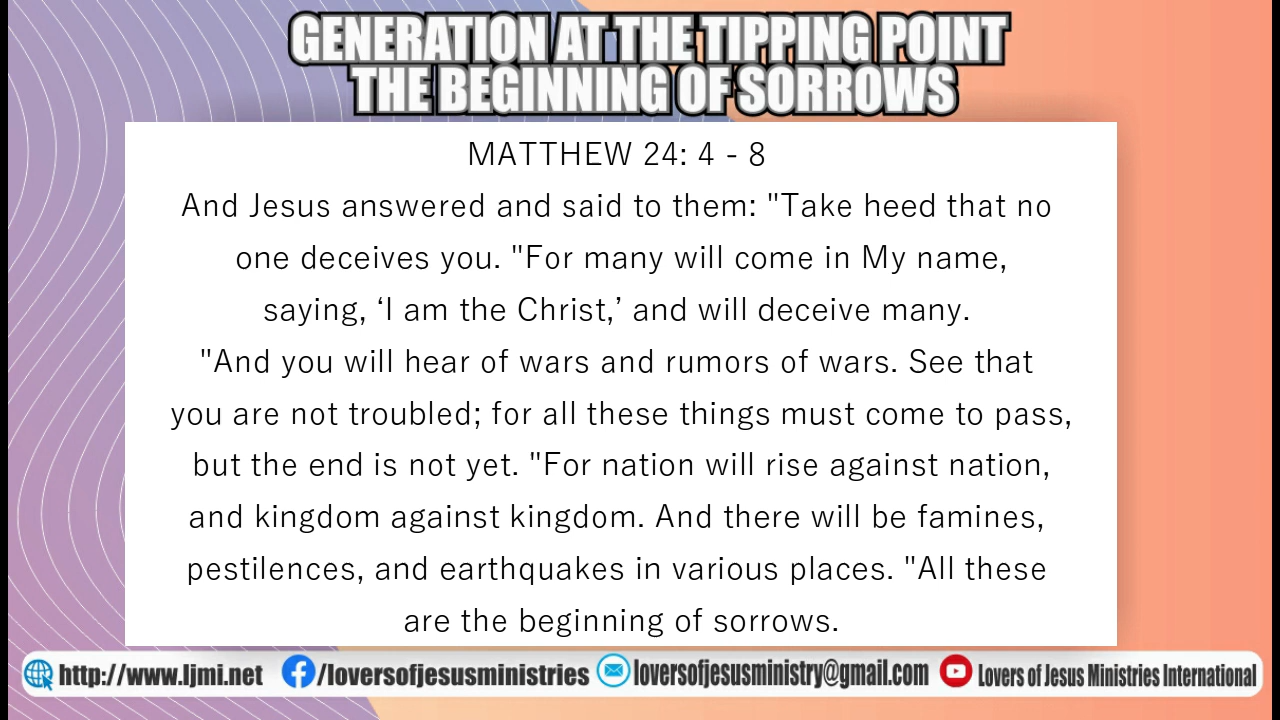 GENERATION AT THE TIPPING POINT
THE BEGINNING OF SORROWS
MATTHEW 24: 4 - 8
And Jesus answered and said to them: "Take heed that no
one deceives you. "For many will come in My name,
saying, ‘I am the Christ,’ and will deceive many.
"And you will hear of wars and rumors of wars. See that
you are not troubled; for all these things must come to pass,
but the end is not yet. "For nation will rise against nation,
and kingdom against kingdom. And there will be famines,
pestilences, and earthquakes in various places. "All these
are the beginning of sorrows.
http://www.ljmi.net /loversofjesusministries loversofjesusministry@gmail.com Lovers of Jesus Ministries International